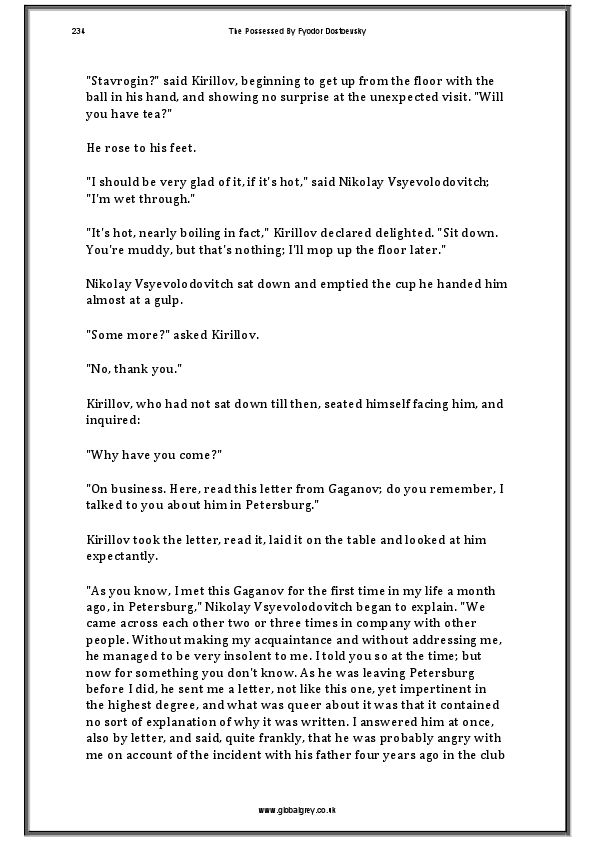 234 The Possessed By Fyodor Dostoevsky
"Stavrogin?" said Kirillov, beginning to get up from the floor with the
ball in his hand, and showing no surprise at the unexpected visit. "Will
you have tea?"
He rose to his feet.
"I should be very glad of it, if it's hot," said Nikolay Vsyevolodovitch;
"I'm wet through."
"It's hot, nearly boiling in fact," Kirillov declared delighted. "Sit down.
You're muddy, but that's nothing; I'll mop up the floor later."
Nikolay Vsyevolodovitch sat down and emptied the cup he handed him
almost at a gulp.
"Some more?" asked Kirillov.
"No, thank you."
Kirillov, who had not sat down till then, seated himself facing him, and
inquired:
"Why have you come?"
"On business. Here, read this letter from Gaganov; do you remember, I
talked to you about him in Petersburg."
Kirillov took the letter, read it, laid it on the table and looked at him
expectantly.
"As you know, I met this Gaganov for the first time in my life a month
ago, in Petersburg," Nikolay Vsyevolodovitch began to explain. "We
came across each other two or three times in company with other
people. Without making my acquaintance and without addressing me,
he managed to be very insolent to me. I told you so at the time; but
now for something you don't know. As he was leaving Petersburg
before I did, he sent me a letter, not like this one, yet impertinent in
the highest degree, and what was queer about it was that it contained
no sort of explanation of why it was written. I answered him at once,
also by letter, and said, quite frankly, that he was probably angry with
me on account of the incident with his father four years ago in the club
www.globalgrey.co.uk